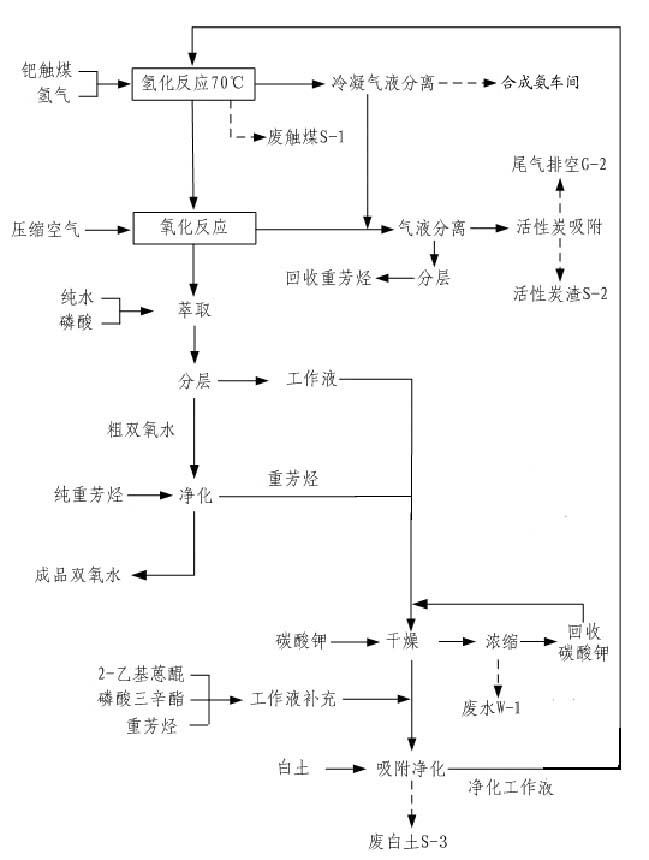 钯触煤
氢气
氢化反应70℃
冷凝气液分离
合成氨车间
废触煤S-1
尾气排空G-2
压缩空气
氧化反应
气液分离
活性炭吸附
回收重芳烃
分层
活性炭渣S-2
纯水
磷酸
萃取
分层
工作液
粗双氧水
重芳烃
纯重芳烃
净化
成品双氧水
碳酸钾
干燥
浓缩
回收
碳酸钾
2-乙基蒽醌
磷酸三辛酯
重芳烃
工作液补充
废水W-1
白土
吸附净化
净化工作液
废白土S-3